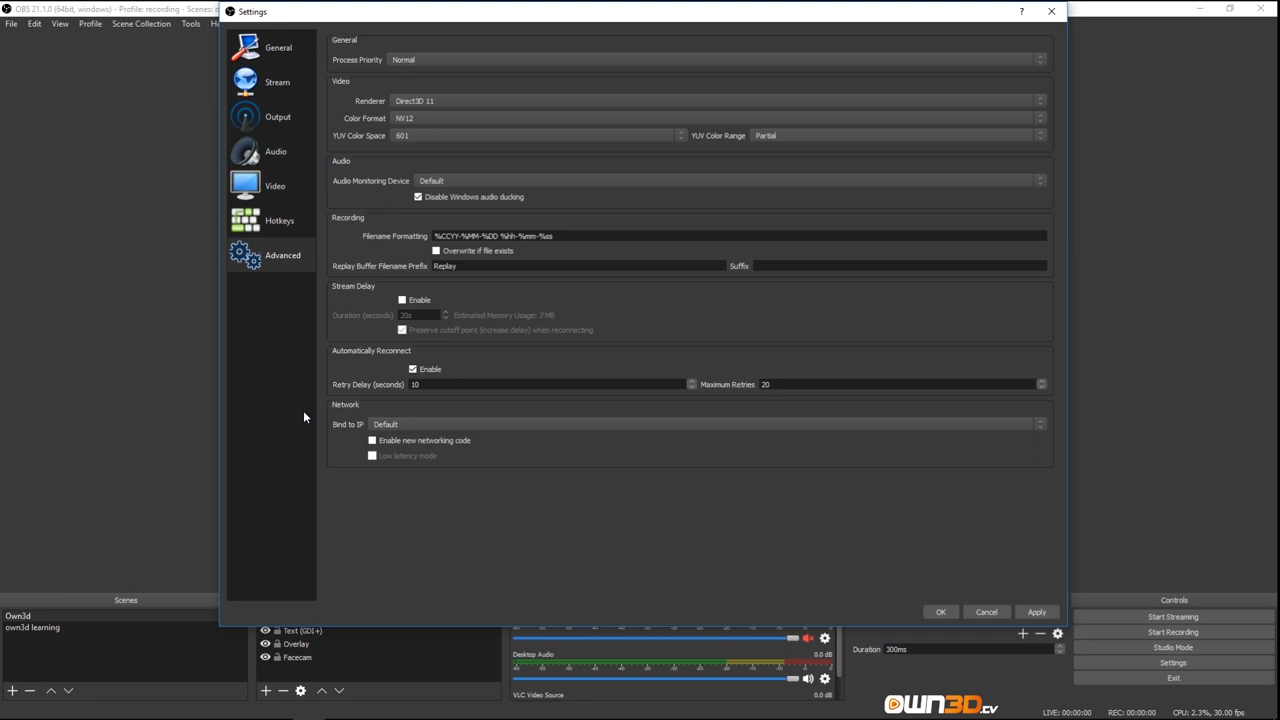 OBS 21.1.0 (64bit, windows) - Profile: recording - Scenes:
Settings
?
File Edit View Profile Scene Collection Tools
General
Stream
Output
Audio
Video
Hotkeys
Advanced
General
Process Priority Normal
Video
Renderer Direct3D 11
Color Format NV12
YUV Color Space 601 YUV Color Range Partial
Audio
Audio Monitoring Device Default
Disable Windows audio ducking
Recording
Filename Formatting %CCYY-%MM-%DD %hh-%mm-%ss
Overwrite if file exists
Replay Buffer Filename Prefix Replay Suffix
Stream Delay
Enable
Duration (seconds) 20s Estimated Memory Usage: 7 MB
Preserve cutoff point (increase delay) when reconnecting
Automatically Reconnect
Enable
Retry Delay (seconds) 10 Maximum Retries 20
Network
Bind to IP Default
Enable new networking code
Low latency mode
OK Cancel Apply
Scenes
Own3d
own3d learning
Text (GDI+)
Overlay
Facecam
Desktop Audio 0.0 dB
VLC Video Source 0.0 dB
Duration 300ms
Controls
Start Streaming
Start Recording
Studio Mode
Settings
Exit
OWN3D.tv
LIVE: 00:00:00 REC: 00:00:00 CPU: 2.3%, 30.00 fps